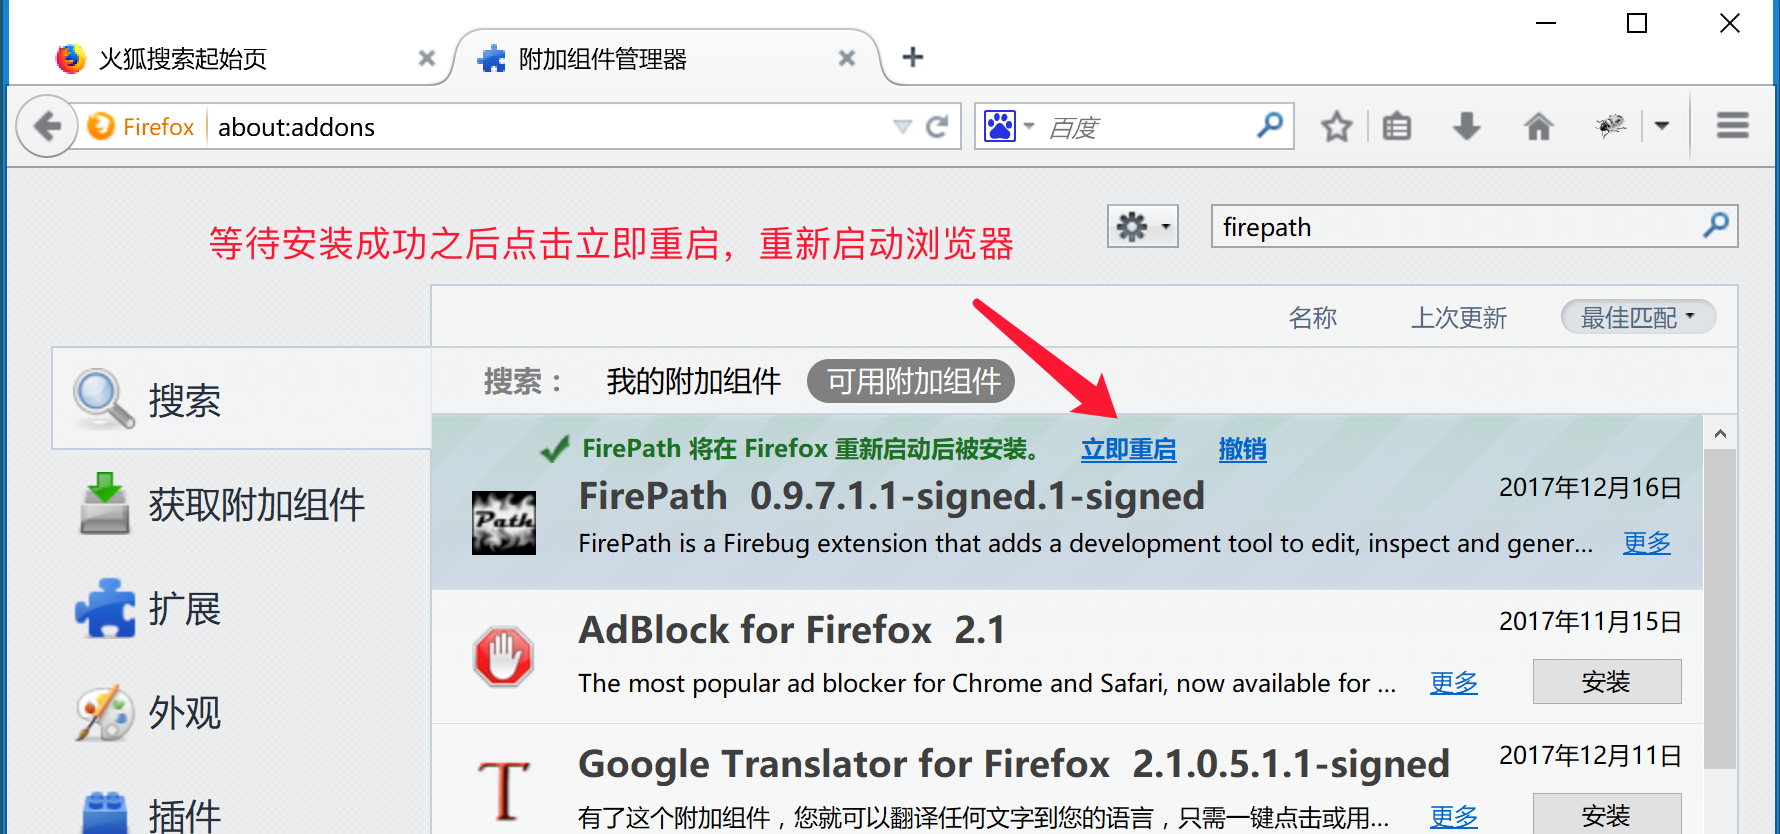 火狐搜索起始页
附加组件管理器
Firefox
about:addons
百度
等待安装成功之后点击立即重启，重新启动浏览器
firepath
名称
上次更新
最佳匹配
搜索
搜索：
我的附加组件
可用附加组件
FirePath 将在 Firefox 重新启动后被安装。
立即重启
撤销
Path
FirePath 0.9.7.1.1-signed.1-signed
2017年12月16日
FirePath is a Firebug extension that adds a development tool to edit, inspect and gener...
更多
获取附加组件
扩展
AdBlock for Firefox 2.1
2017年11月15日
The most popular ad blocker for Chrome and Safari, now available for ...
更多
安装
外观
T
Google Translator for Firefox 2.1.0.5.1.1-signed
2017年12月11日
有了这个附加组件，您就可以翻译任何文字到您的语言，只需一键点击或用...
更多
安装
插件